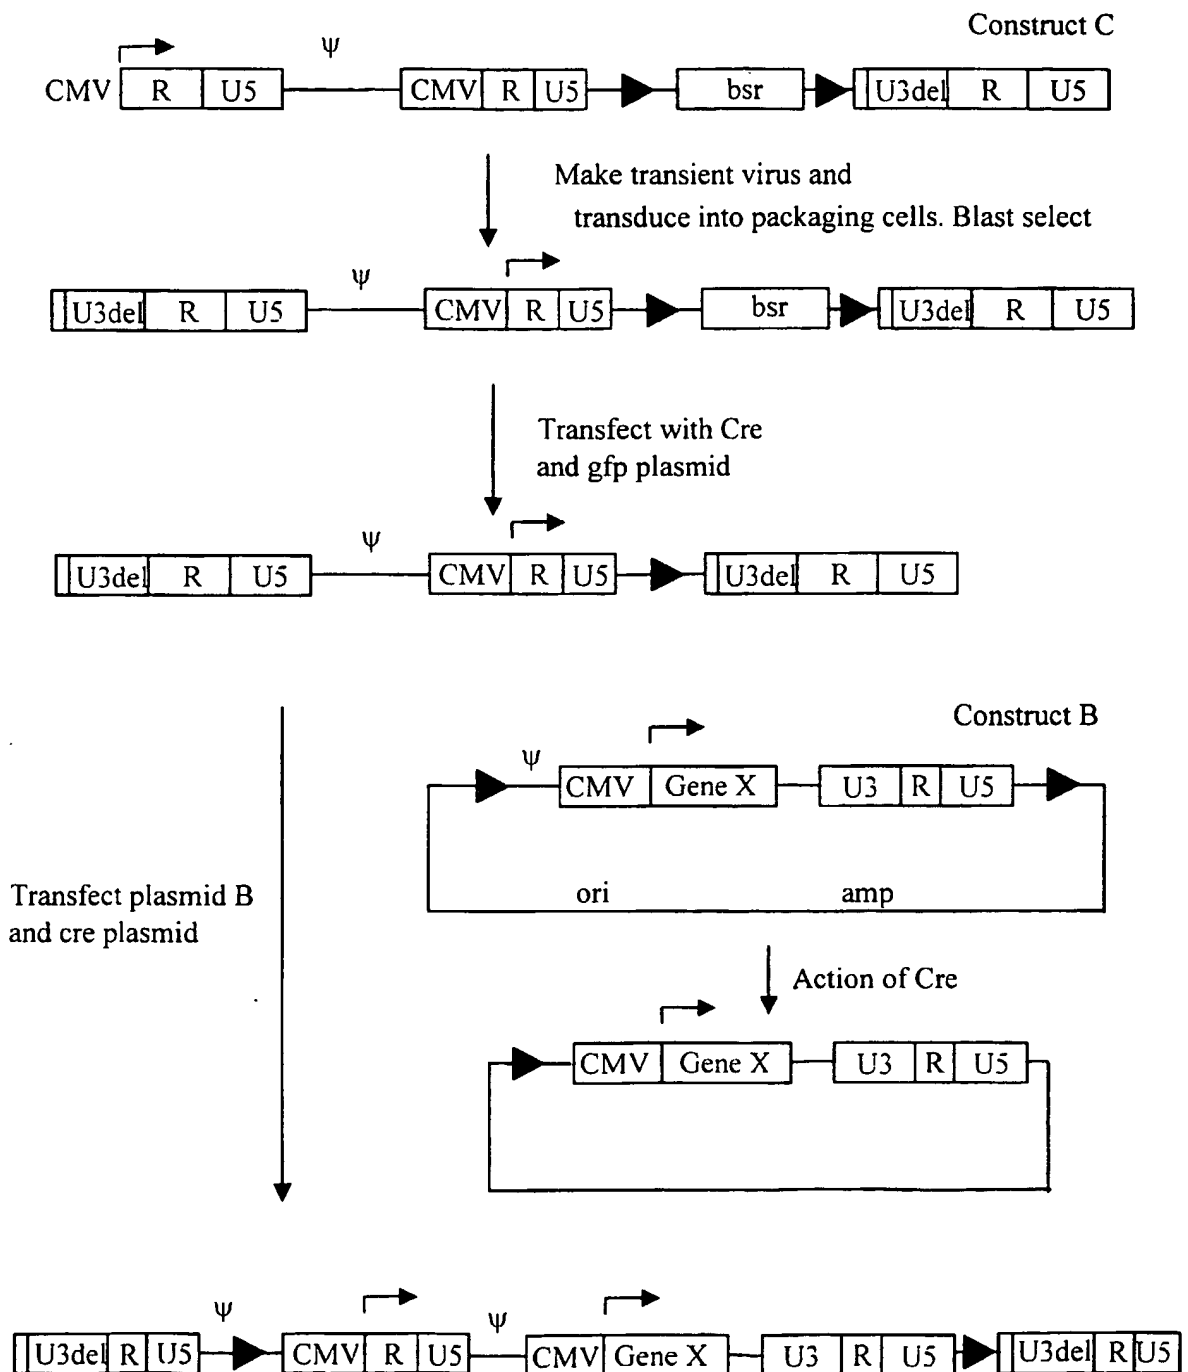 Construct C
ψ
CMV R U5 CMV R U5 bsr U3del R U5
Make transient virus and
transduce into packaging cells. Blast select
ψ
U3del R U5 CMV R U5 bsr U3del R U5
Transfect with Cre
and gfp plasmid
ψ
U3del R U5 CMV R U5 U3del R U5
Construct B
ψ
CMV Gene X U3 R U5
ori amp
Transfect plasmid B
and cre plasmid
Action of Cre
CMV Gene X U3 R U5
ψ ψ
U3del R U5 CMV R U5 CMV Gene X U3 R U5 U3del R U5